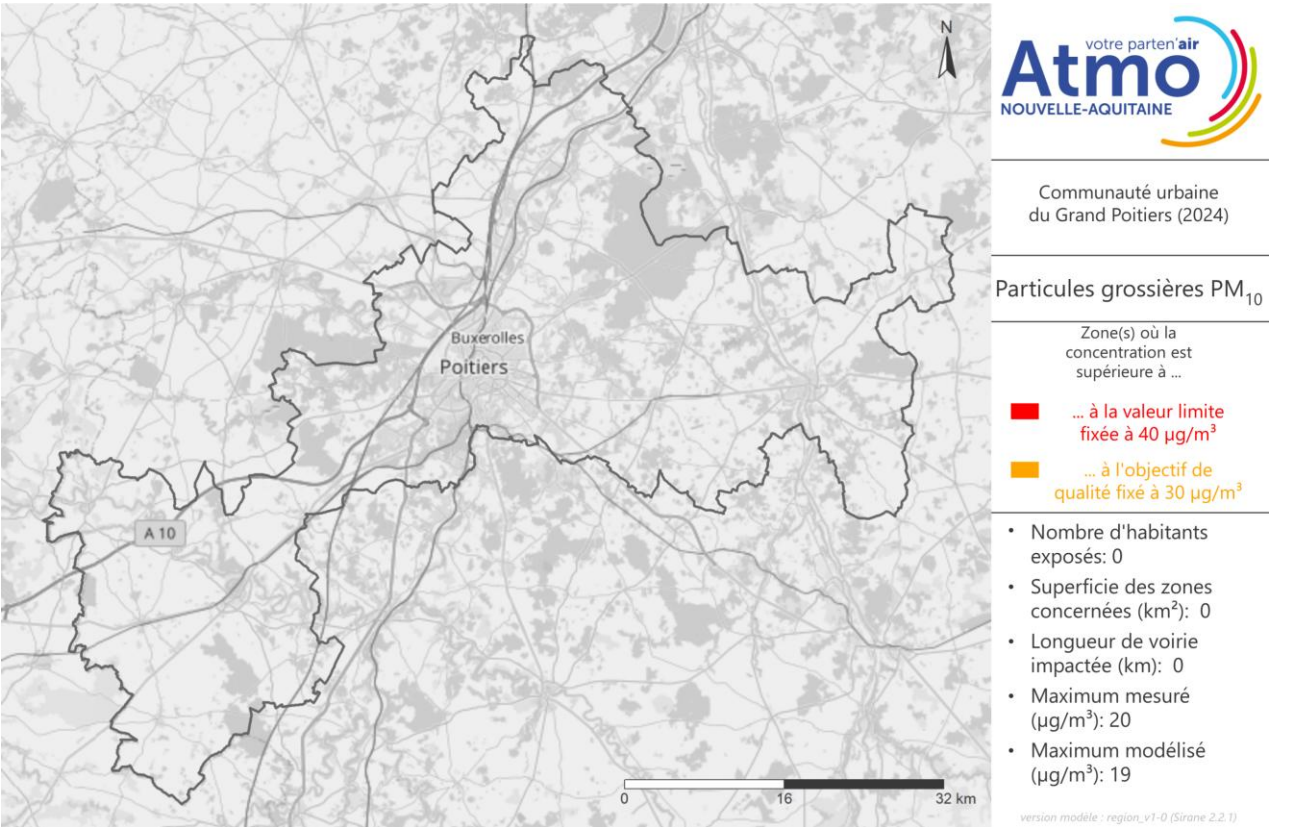 N
Buxerolles
Poitiers
A 10
0 16 32 km
votre parten'air
Atmo
NOUVELLE-AQUITAINE
Communauté urbaine
du Grand Poitiers (2024)
Particules grossières PM₁₀
Zone(s) où la
concentration est
supérieure à ...
... à la valeur limite
fixée à 40 µg/m³
... à l'objectif de
qualité fixé à 30 µg/m³
• Nombre d'habitants
exposés: 0
• Superficie des zones
concernées (km²): 0
• Longueur de voirie
impactée (km): 0
• Maximum mesuré
(µg/m³): 20
• Maximum modélisé
(µg/m³): 19
version modèle : region_v1-0 (Sirane 2.2.1)